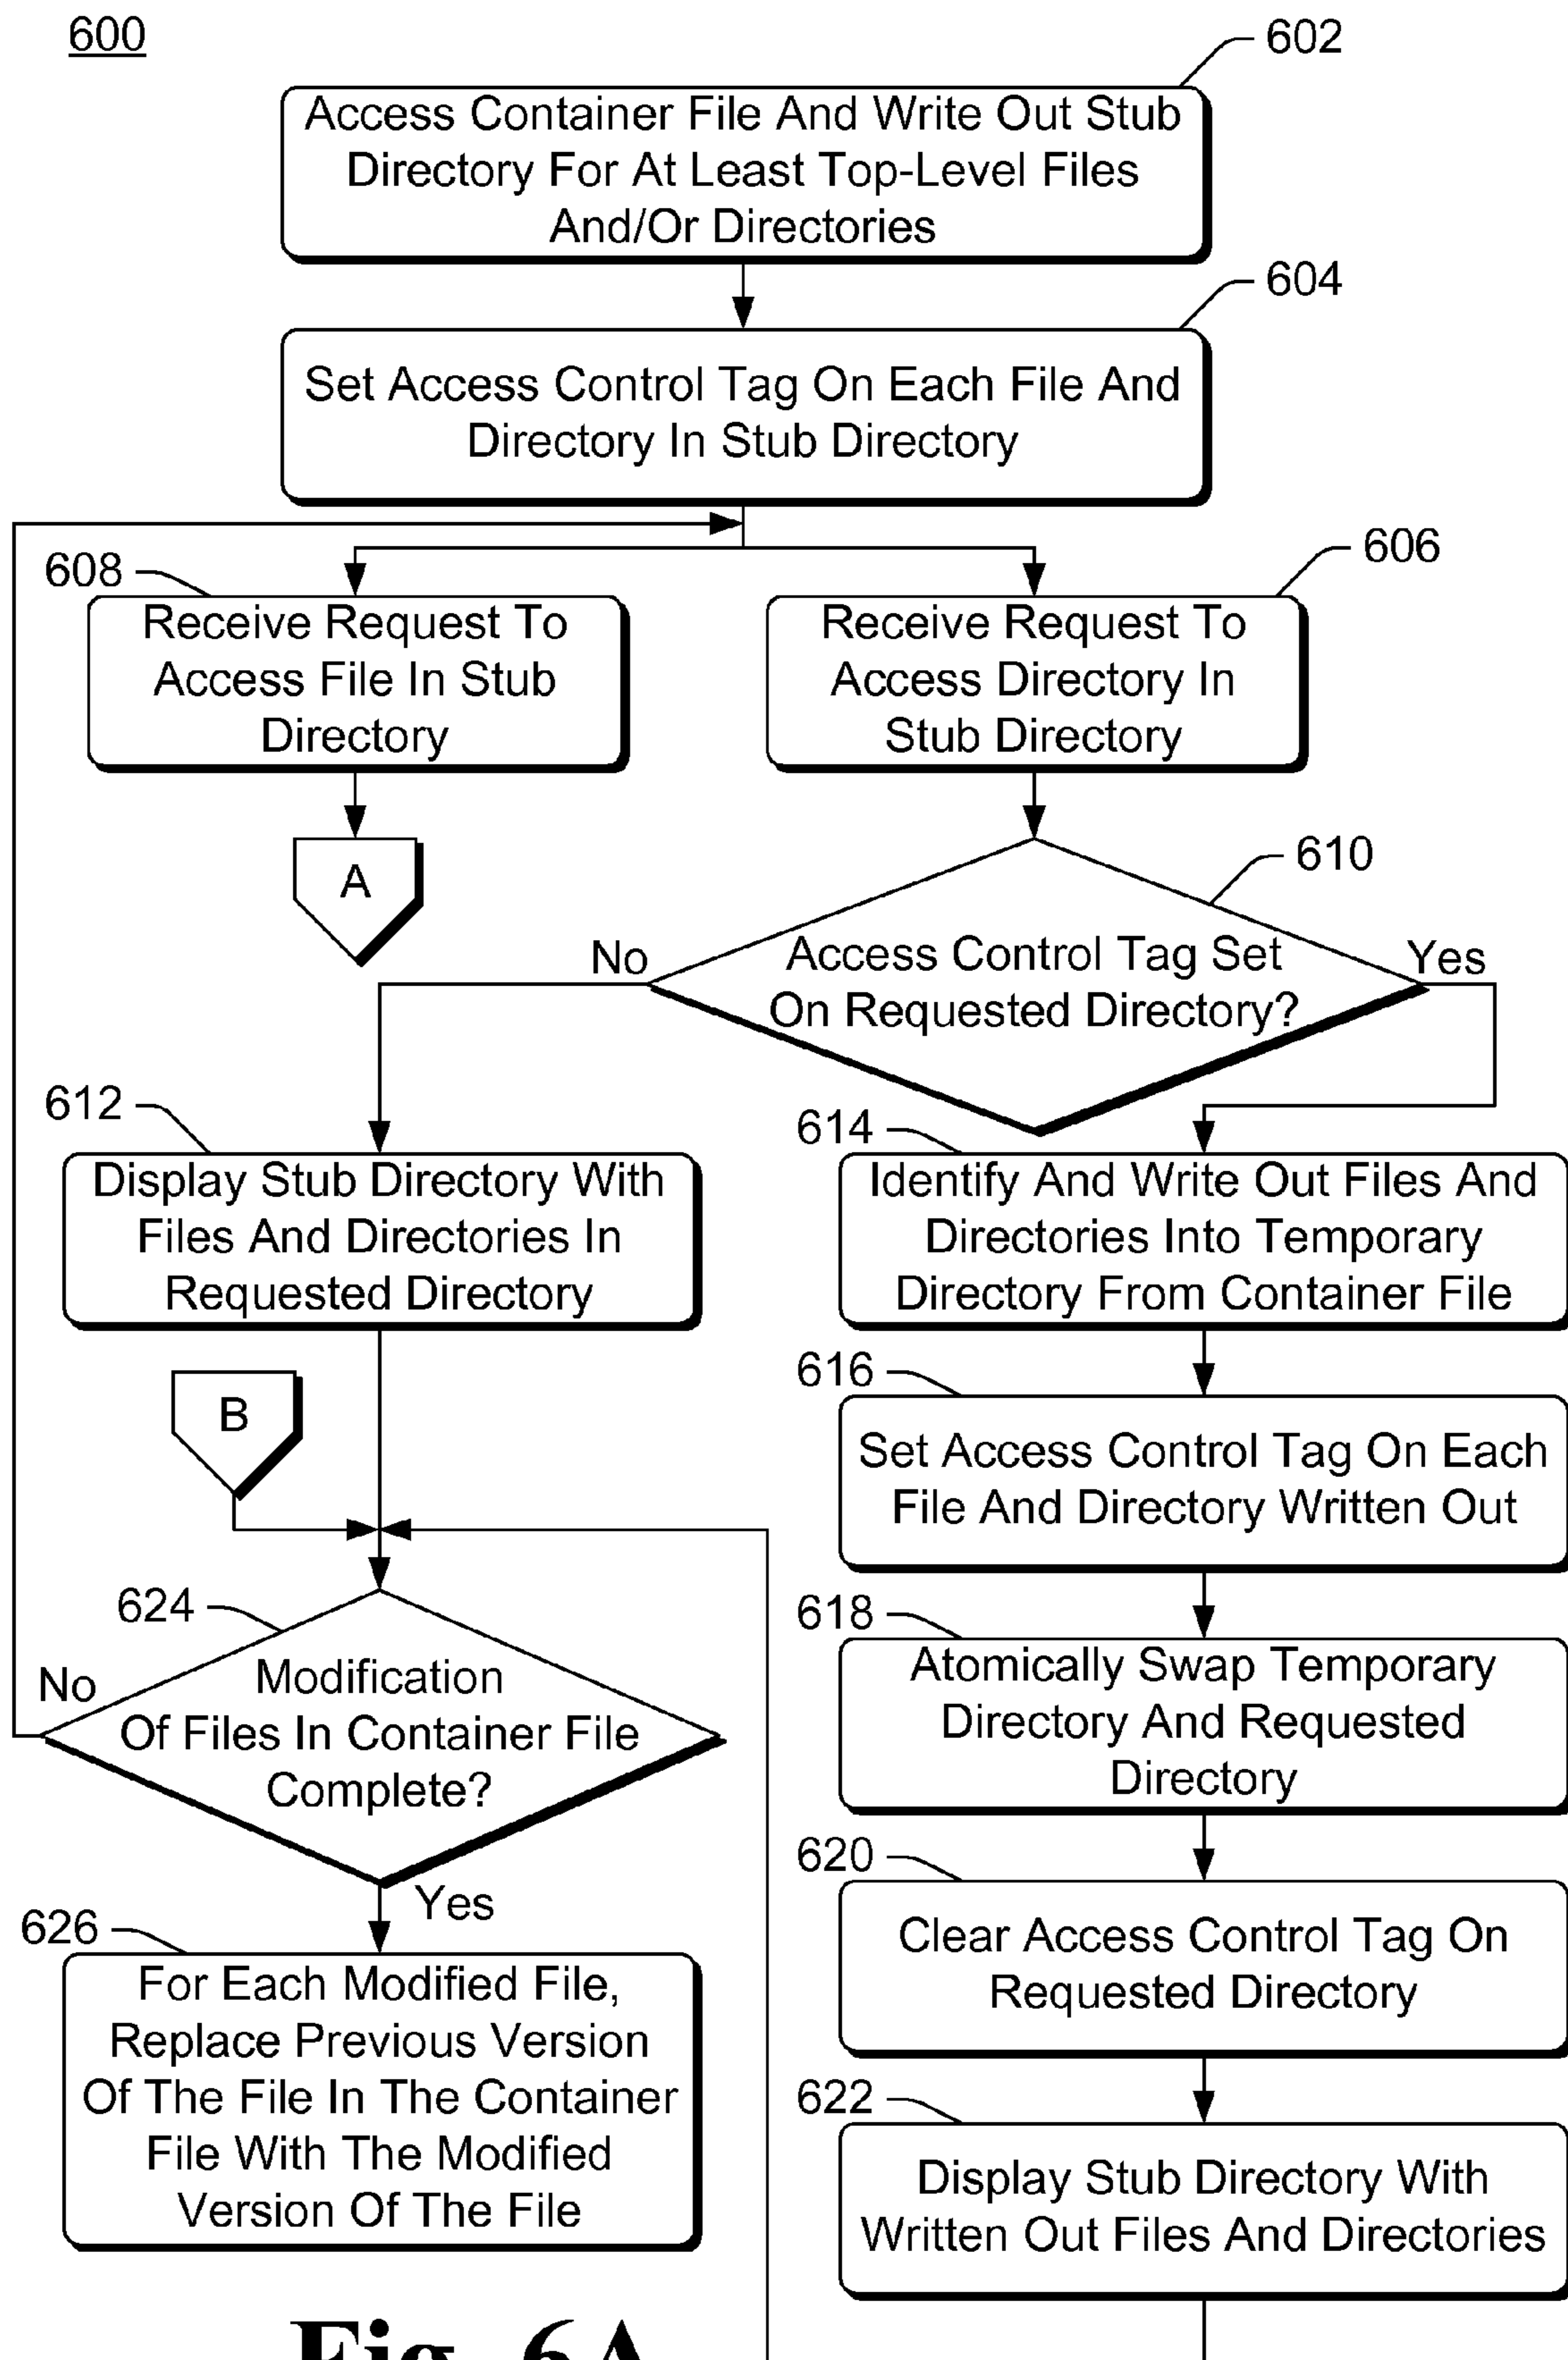 600
602
Access Container File And Write Out Stub
Directory For At Least Top-Level Files
And/Or Directories
604
Set Access Control Tag On Each File And
Directory In Stub Directory
608
Receive Request To
Access File In Stub
Directory
606
Receive Request To
Access Directory In
Stub Directory
A
610
Access Control Tag Set
On Requested Directory?
No
Yes
612
Display Stub Directory With
Files And Directories In
Requested Directory
614
Identify And Write Out Files And
Directories Into Temporary
Directory From Container File
616
Set Access Control Tag On Each
File And Directory Written Out
B
618
Atomically Swap Temporary
Directory And Requested
Directory
624
Modification
Of Files In Container File
Complete?
No
Yes
620
Clear Access Control Tag On
Requested Directory
626
For Each Modified File,
Replace Previous Version
Of The File In The Container
File With The Modified
Version Of The File
622
Display Stub Directory With
Written Out Files And Directories
Fig. 6A